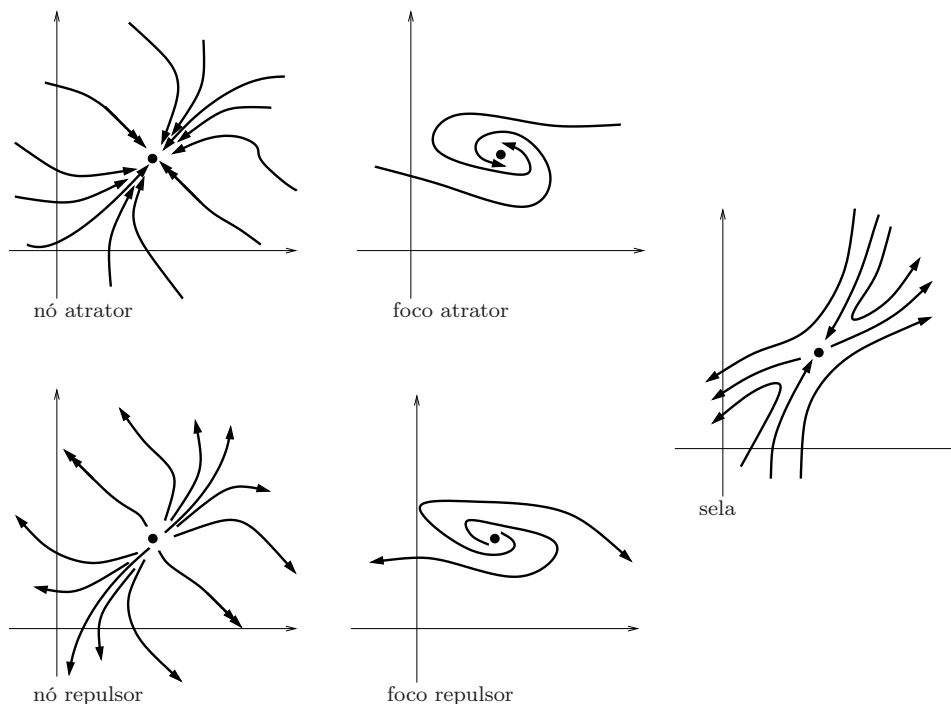 nó atrator
foco atrator
sela
nó repulsor
foco repulsor